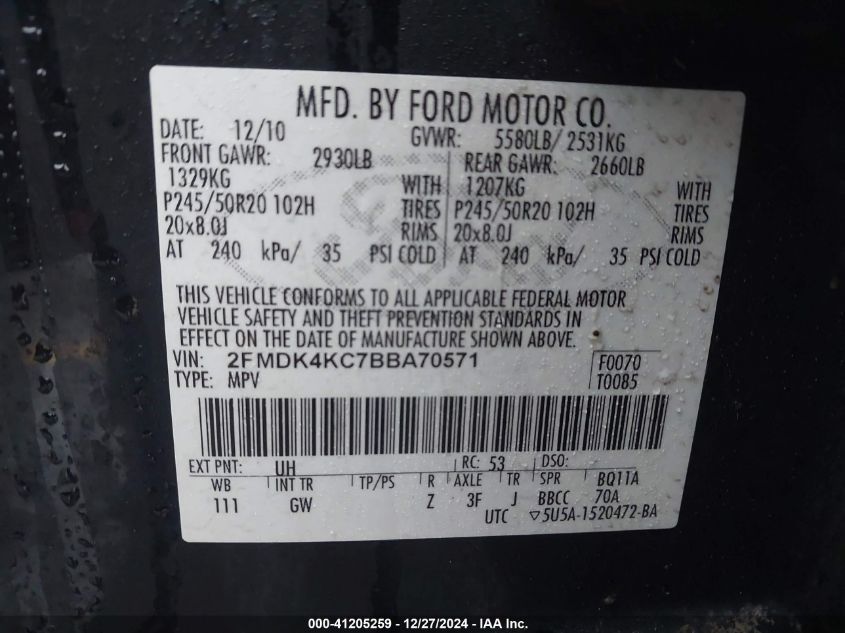 MFD. BY FORD MOTOR CO.
DATE: 12/10 GVWR: 5580LB/ 2531KG
FRONT GAWR: 2930LB REAR GAWR: 2660LB
1329KG WITH 1207KG WITH
P245/50R20 102H TIRES P245/50R20 102H TIRES
20x8.0J RIMS 20x8.0J RIMS
AT 240 kPa/ 35 PSI COLD AT 240 kPa/ 35 PSI COLD
THIS VEHICLE CONFORMS TO ALL APPLICABLE FEDERAL MOTOR
VEHICLE SAFETY AND THEFT PREVENTION STANDARDS IN
EFFECT ON THE DATE OF MANUFACTURE SHOWN ABOVE.
VIN: 2FMDK4KC7BBA70571 F0070
TYPE: MPV T0085
EXT PNT: UH RC: 53 DSO:
WB INT TR TP/PS R AXLE TR SPR BQ11A
111 GW Z 3F J BBCC 70A
UTC ▽5U5A-1520472-BA
000-41205259 - 12/27/2024 - IAA Inc.